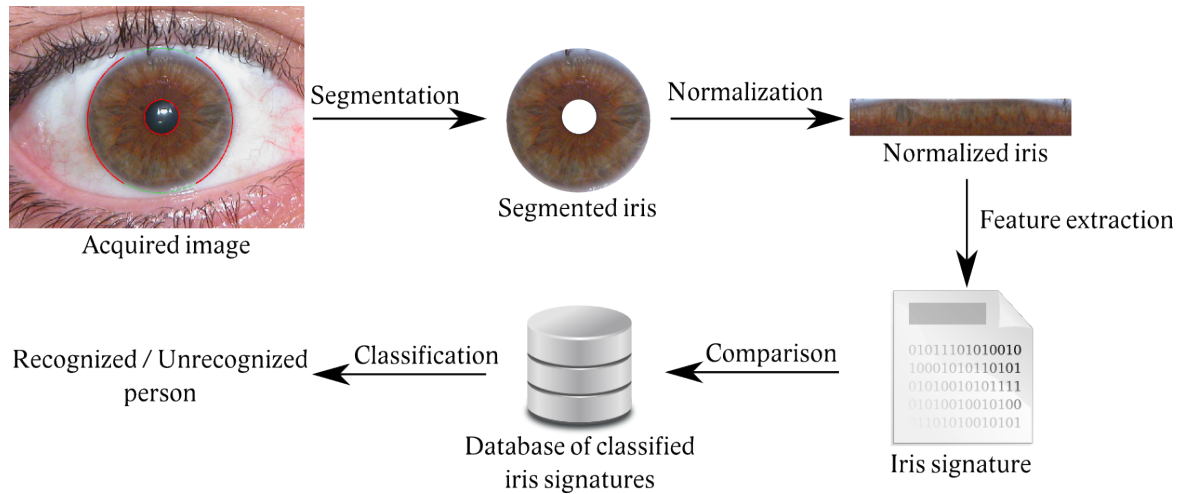 Segmentation
Normalization
Acquired image
Segmented iris
Normalized iris
Feature extraction
01011101010010
10001010110101
01010010101111
01010010010100
01101010010101
Iris signature
Comparison
Database of classified
iris signatures
Classification
Recognized / Unrecognized
person